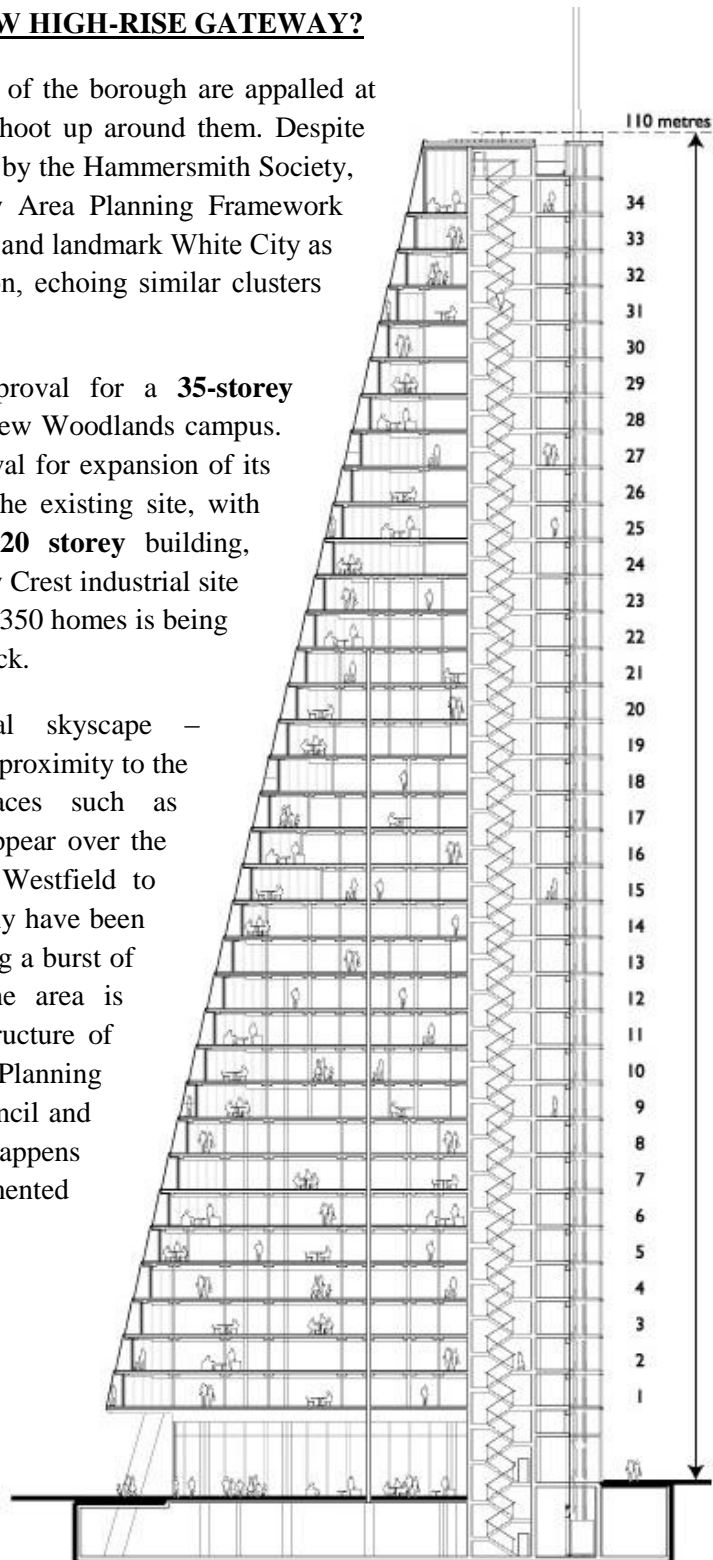 W HIGH-RISE GATEWAY?
of the borough are appalled at
hoot up around them. Despite
by the Hammersmith Society,
Area Planning Framework
and landmark White City as
n, echoing similar clusters
proval for a 35-storey
ew Woodlands campus.
val for expansion of its
he existing site, with
20 storey building,
Crest industrial site
350 homes is being
ck.
al skyscape –
proximity to the
aces such as
ppear over the
Westfield to
y have been
g a burst of
ne area is
ructure of
Planning
ncil and
appens
mented
110 metres
34
33
32
31
30
29
28
27
26
25
24
23
22
21
20
19
18
17
16
15
14
13
12
11
10
9
8
7
6
5
4
3
2
1